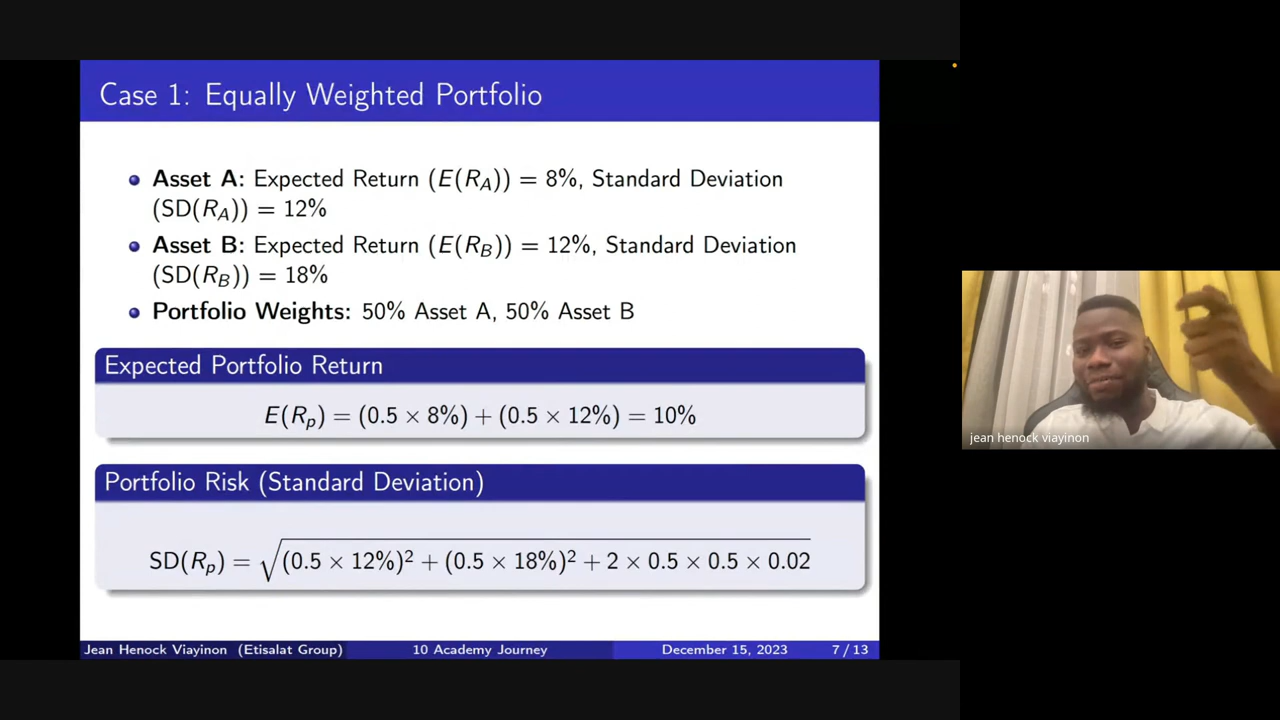 Case 1: Equally Weighted Portfolio
Asset A: Expected Return (E(R_A)) = 8%, Standard Deviation
(SD(R_A)) = 12%
Asset B: Expected Return (E(R_B)) = 12%, Standard Deviation
(SD(R_B)) = 18%
Portfolio Weights: 50% Asset A, 50% Asset B
Expected Portfolio Return
E(R_p) = (0.5 × 8%) + (0.5 × 12%) = 10%
Portfolio Risk (Standard Deviation)
SD(R_p) = √((0.5 × 12%)² + (0.5 × 18%)² + 2 × 0.5 × 0.5 × 0.02)
Jean Henock Viayinon (Etisalat Group) 10 Academy Journey December 15, 2023 7 / 13
jean henock viayinon